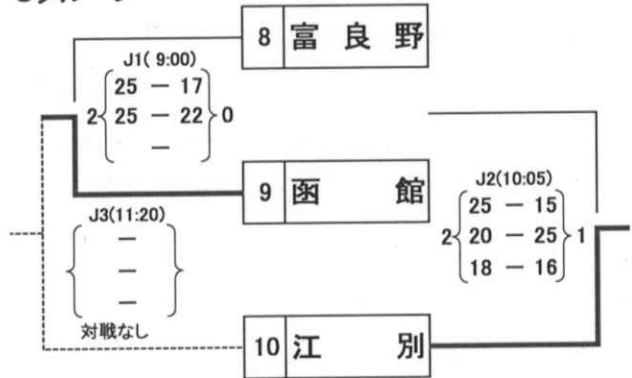 8 富良野
J1( 9:00)
25 － 17
2 25 － 22 0
－
9 函館
J2(10:05)
25 － 15
2 20 － 25 1
18 － 16
J3(11:20)
－
－
－
対戦なし
10 江別